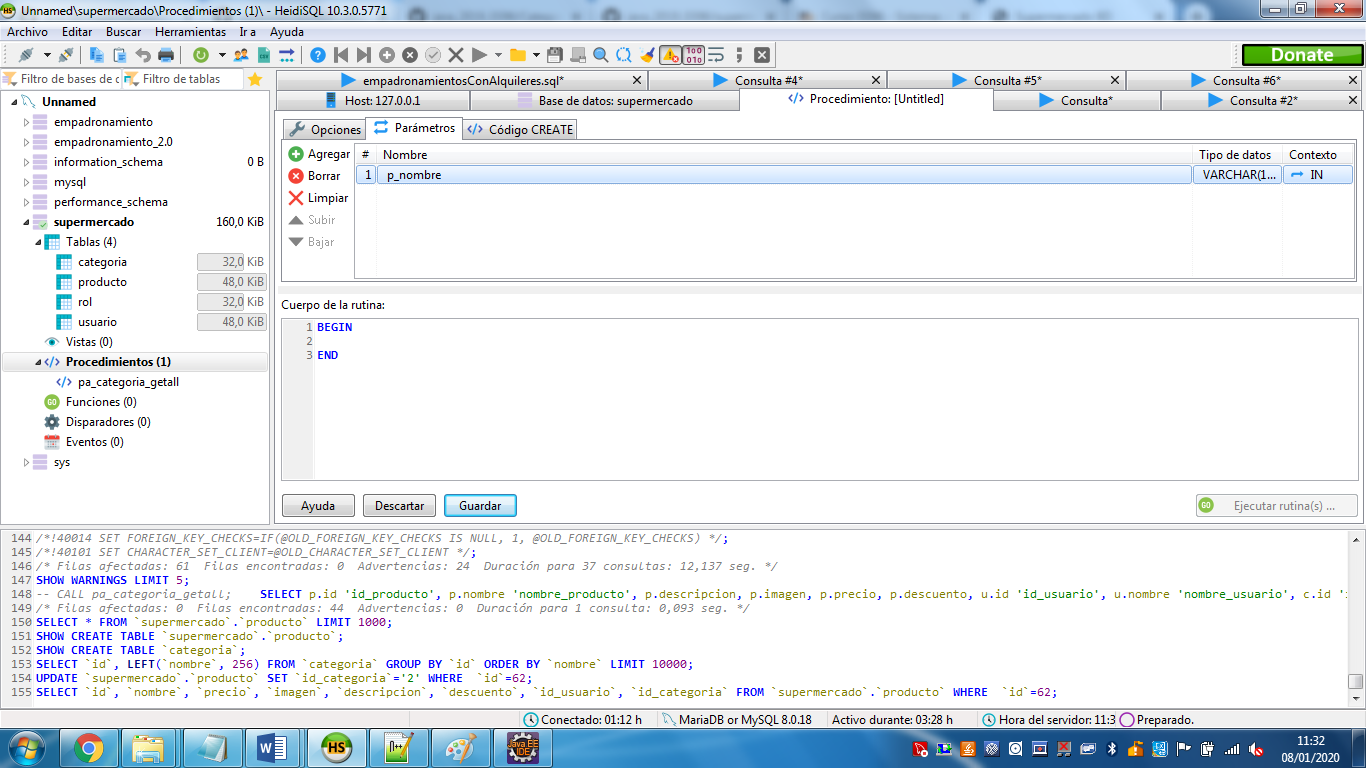 Unnamed\supermercado\Procedimientos (1)\ - HeidiSQL 10.3.0.5771
Archivo Editar Buscar Herramientas Ir a Ayuda
Donate
Filtro de bases de c Filtro de tablas
empadronamientosConAlquileres.sql* Consulta #4* Consulta #5* Consulta #6*
Host: 127.0.0.1 Base de datos: supermercado Procedimiento: [Untitled] Consulta* Consulta #2*
Unnamed
empadronamiento
empadronamiento_2.0
information_schema 0 B
mysql
performance_schema
supermercado 160,0 KiB
Tablas (4)
categoria 32,0 KiB
producto 48,0 KiB
rol 32,0 KiB
usuario 48,0 KiB
Vistas (0)
Procedimientos (1)
pa_categoria_getall
Funciones (0)
Disparadores (0)
Eventos (0)
sys
Opciones Parámetros Código CREATE
Agregar
Borrar
Limpiar
Subir
Bajar
# Nombre Tipo de datos Contexto
1 p_nombre VARCHAR(1... IN
Cuerpo de la rutina:
1 BEGIN
2
3 END
Ayuda Descartar Guardar Ejecutar rutina(s) ...
144 /*!40014 SET FOREIGN_KEY_CHECKS=IF(@OLD_FOREIGN_KEY_CHECKS IS NULL, 1, @OLD_FOREIGN_KEY_CHECKS) */;
145 /*!40101 SET CHARACTER_SET_CLIENT=@OLD_CHARACTER_SET_CLIENT */;
146 /* Filas afectadas: 61 Filas encontradas: 0 Advertencias: 24 Duración para 37 consultas: 12,137 seg. */
147 SHOW WARNINGS LIMIT 5;
148 -- CALL pa_categoria_getall; SELECT p.id 'id_producto', p.nombre 'nombre_producto', p.descripcion, p.imagen, p.precio, p.descuento, u.id 'id_usuario', u.nombre 'nombre_usuario', c.id 'i
149 /* Filas afectadas: 0 Filas encontradas: 44 Advertencias: 0 Duración para 1 consulta: 0,093 seg. */
150 SELECT * FROM `supermercado`.`producto` LIMIT 1000;
151 SHOW CREATE TABLE `supermercado`.`producto`;
152 SHOW CREATE TABLE `categoria`;
153 SELECT `id`, LEFT(`nombre`, 256) FROM `categoria` GROUP BY `id` ORDER BY `nombre` LIMIT 10000;
154 UPDATE `supermercado`.`producto` SET `id_categoria`='2' WHERE `id`=62;
155 SELECT `id`, `nombre`, `precio`, `imagen`, `descripcion`, `descuento`, `id_usuario`, `id_categoria` FROM `supermercado`.`producto` WHERE `id`=62;
Conectado: 01:12 h MariaDB or MySQL 8.0.18 Activo durante: 03:28 h Hora del servidor: 11:3 Preparado.
11:32
08/01/2020